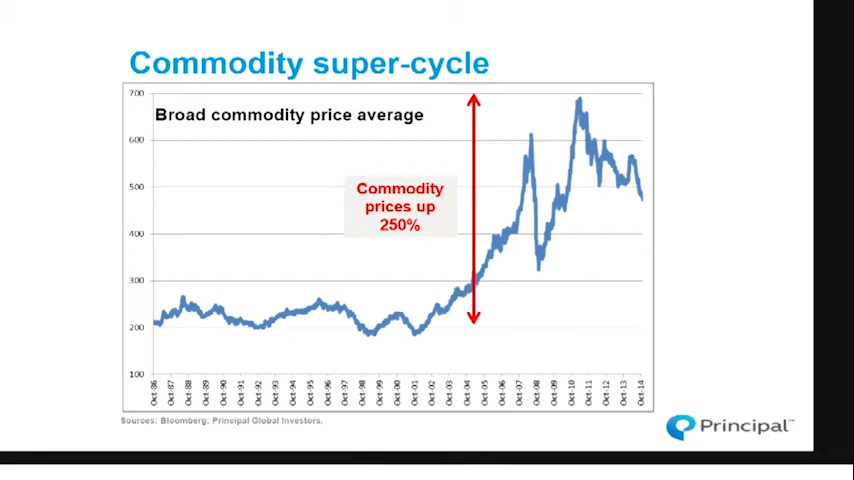 Commodity super-cycle
700
Broad commodity price average
600
500
400
300
200
100
Commodity
prices up
250%
Oct-86
Oct-87
Oct-88
Oct-89
Oct-90
Oct-91
Oct-92
Oct-93
Oct-94
Oct-95
Oct-96
Oct-97
Oct-98
Oct-99
Oct-00
Oct-01
Oct-02
Oct-03
Oct-04
Oct-05
Oct-06
Oct-07
Oct-08
Oct-09
Oct-10
Oct-11
Oct-12
Oct-13
Oct-14
Sources: Bloomberg; Principal Global Investors.
Principal™